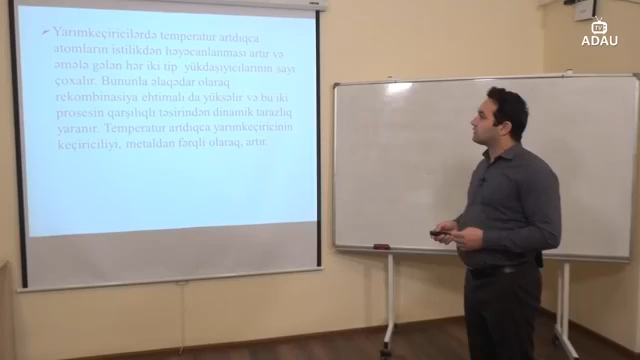 Yarımkeçiricilərdə temperatur artdıqca
atomların istilikdən həyəcanlanması artır və
əmələ gələn hər iki tip yükdaşıyıcılarının sayı
çoxalır. Bununla əlaqədar olaraq
rekombinasiya ehtimalı da yüksəlir və bu iki
prosesin qarşılıqlı təsirindən dinamik tarazlıq
yaranır. Temperatur artdıqca yarımkeçiricinin
keçiriciliyi, metaldan fərqli olaraq, artır.
TV
ADAU